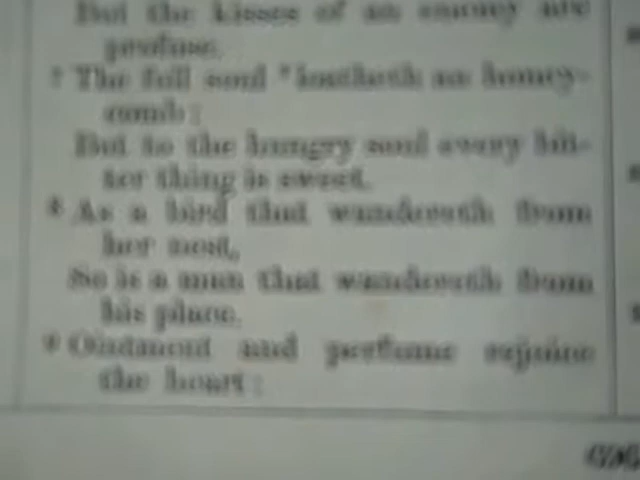 But the kisses of an enemy are
profuse.
7 The full soul loatheth an honey-
comb;
But to the hungry soul every bit-
ter thing is sweet.
8 As a bird that wandereth from
her nest,
So is a man that wandereth from
his place.
9 Ointment and perfume rejoice
the heart: